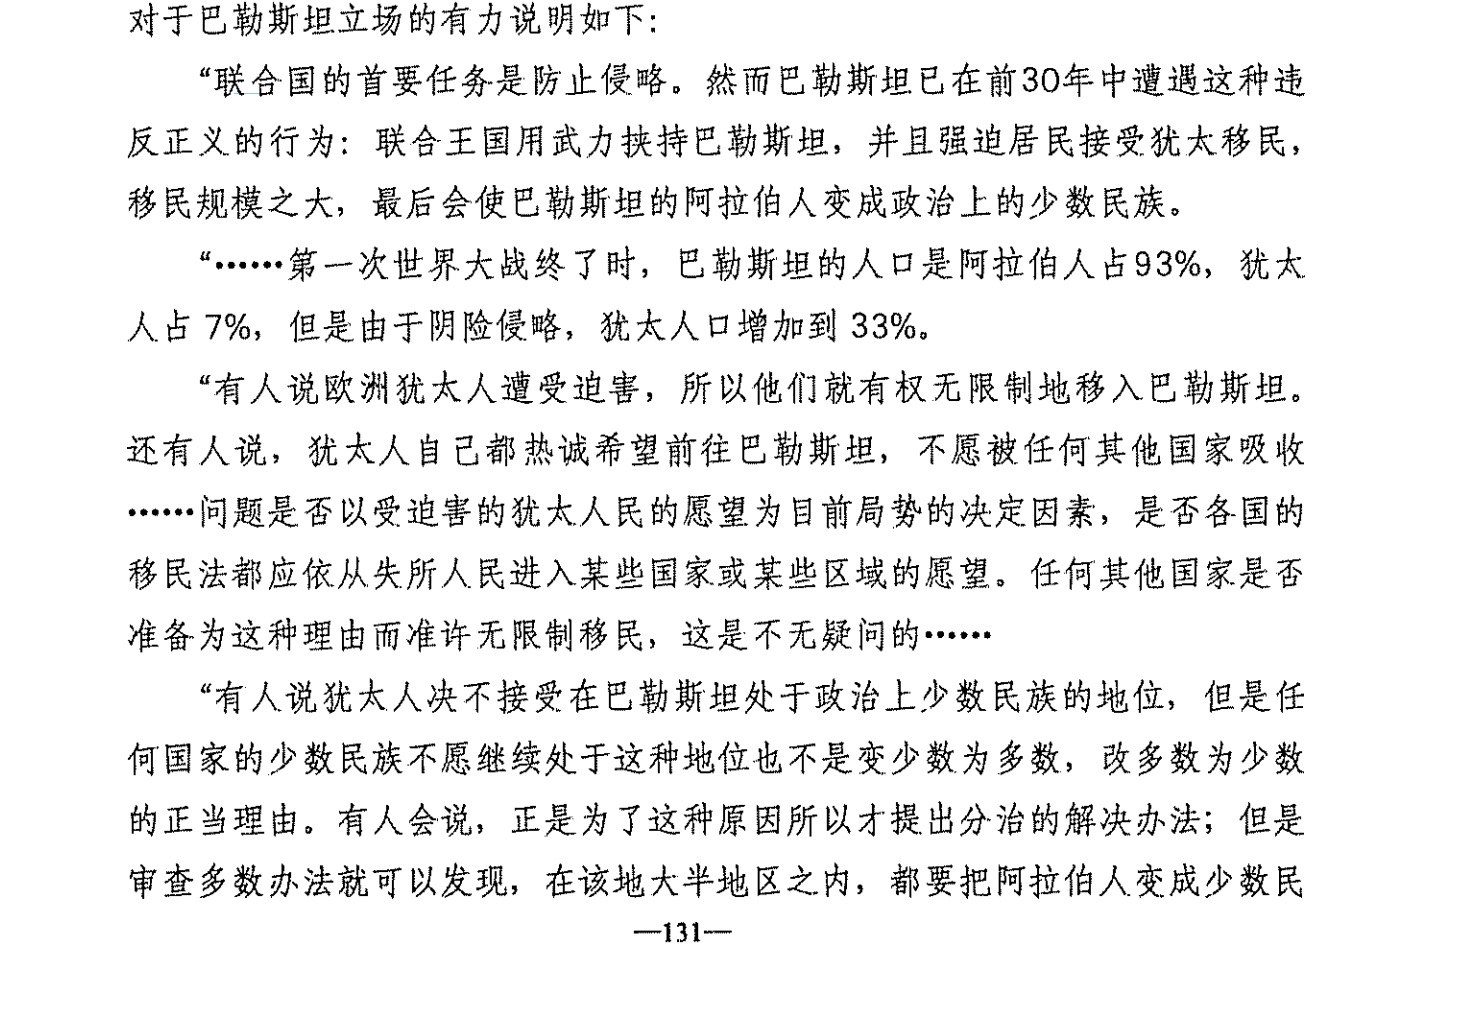 对于巴勒斯坦立场的有力说明如下：
“联合国的首要任务是防止侵略。然而巴勒斯坦已在前30年中遭遇这种违
反正义的行为：联合王国用武力挟持巴勒斯坦，并且强迫居民接受犹太移民，
移民规模之大，最后会使巴勒斯坦的阿拉伯人变成政治上的少数民族。
“……第一次世界大战终了时，巴勒斯坦的人口是阿拉伯人占93%，犹太
人占 7%，但是由于阴险侵略，犹太人口增加到 33%。
“有人说欧洲犹太人遭受迫害，所以他们就有权无限制地移入巴勒斯坦。
还有人说，犹太人自己都热诚希望前往巴勒斯坦，不愿被任何其他国家吸收
……问题是否以受迫害的犹太人民的愿望为目前局势的决定因素，是否各国的
移民法都应依从失所人民进入某些国家或某些区域的愿望。任何其他国家是否
准备为这种理由而准许无限制移民，这是不无疑问的……
“有人说犹太人决不接受在巴勒斯坦处于政治上少数民族的地位，但是任
何国家的少数民族不愿继续处于这种地位也不是变少数为多数，改多数为少数
的正当理由。有人会说，正是为了这种原因所以才提出分治的解决办法；但是
审查多数办法就可以发现，在该地大半地区之内，都要把阿拉伯人变成少数民
—131—